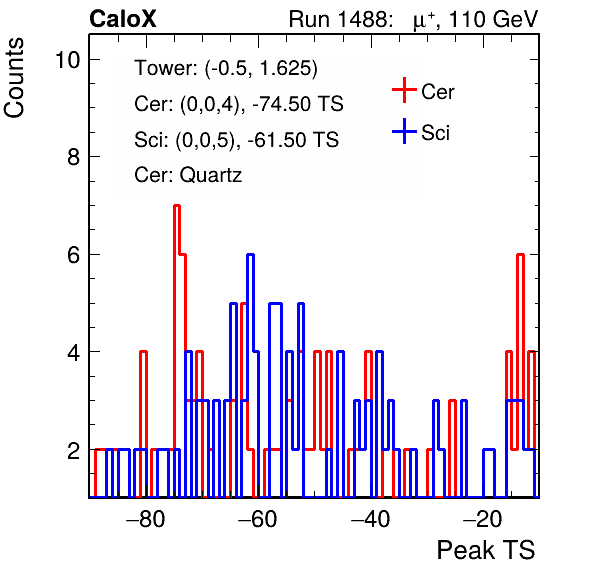 CaloX Run 1488: μ⁺, 110 GeV
Counts
Tower: (-0.5, 1.625)
Cer: (0,0,4), -74.50 TS
Sci: (0,0,5), -61.50 TS
Cer: Quartz
Cer
Sci
10
8
6
4
2
−80 −60 −40 −20
Peak TS